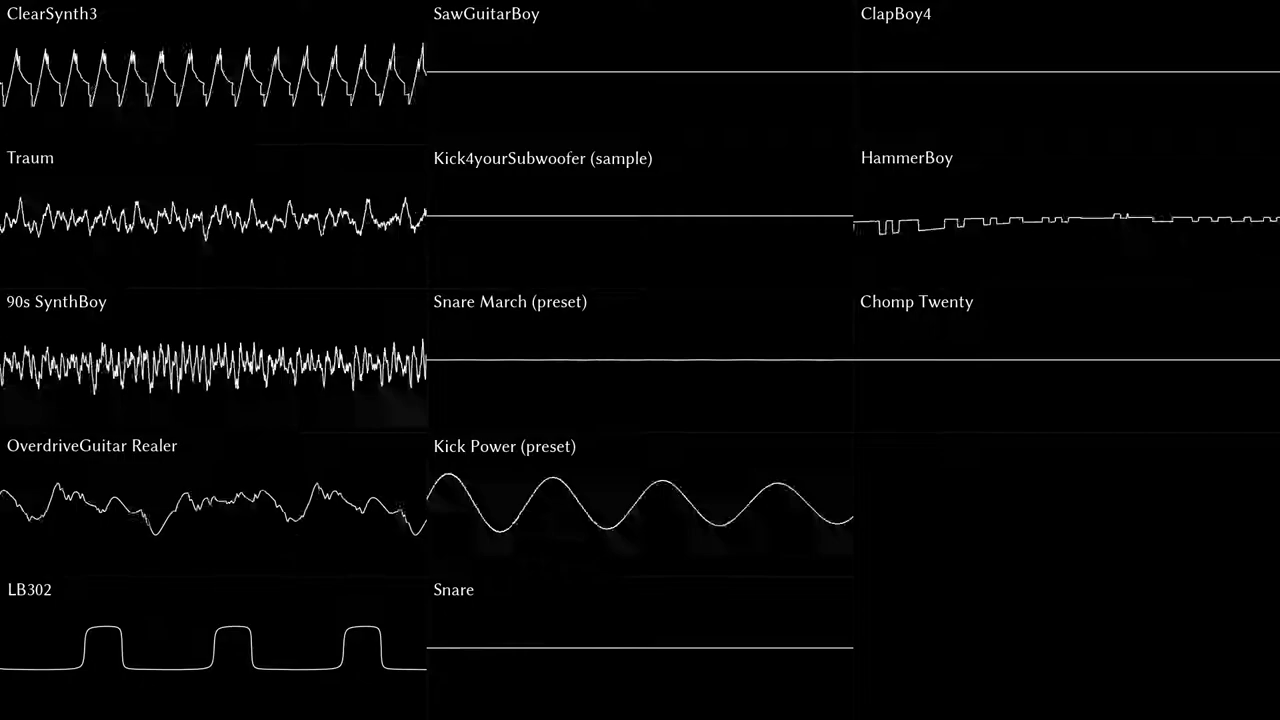 ClearSynth3
SawGuitarBoy
ClapBoy4
Traum
Kick4yourSubwoofer (sample)
HammerBoy
90s SynthBoy
Snare March (preset)
Chomp Twenty
OverdriveGuitar Realer
Kick Power (preset)
LB302
Snare